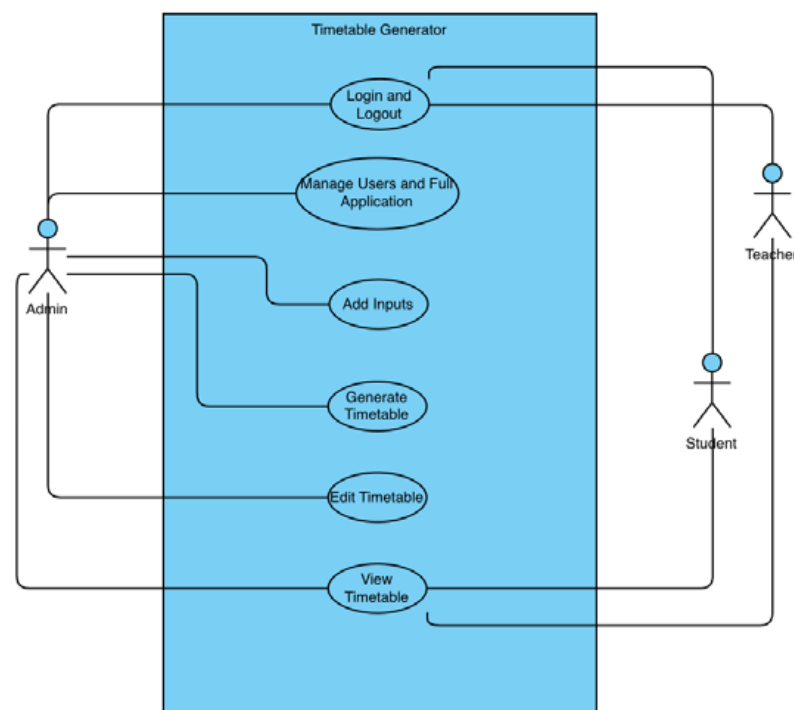 Timetable Generator
Login and
Logout
Manage Users and Full
Application
Teacher
Admin
Add Inputs
Generate
Timetable
Student
Edit Timetable
View
Timetable